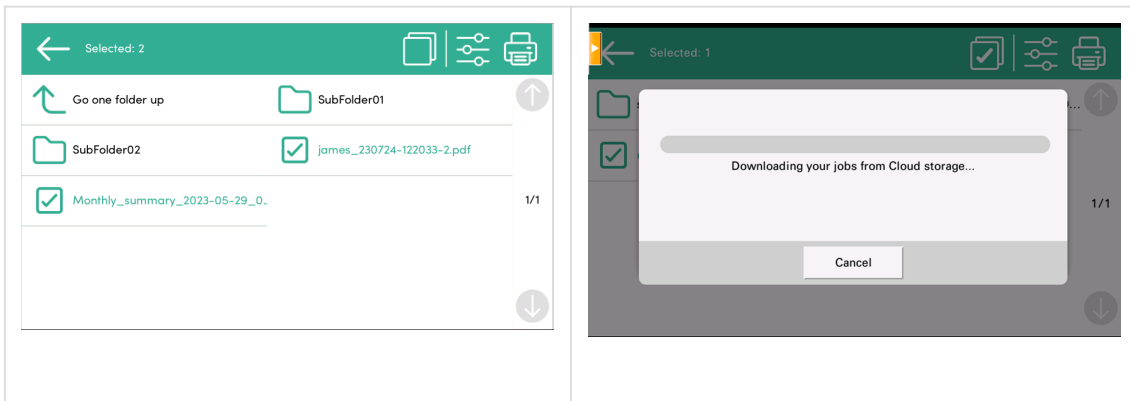 Selected: 2
Go one folder up
SubFolder01
SubFolder02
james_230724-122033-2.pdf
Monthly_summary_2023-05-29_0..
1/1
Selected: 1
Downloading your jobs from Cloud storage...
1/1
Cancel